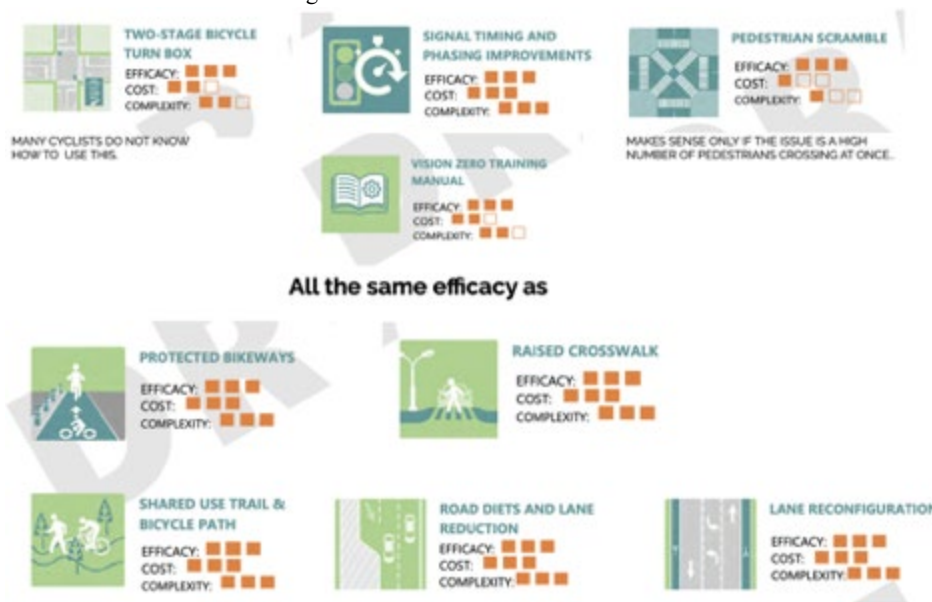 TWO-STAGE BICYCLE
TURN BOX
EFFICACY:
COST:
COMPLEXITY:
MANY CYCLISTS DO NOT KNOW
HOW TO USE THIS.
SIGNAL TIMING AND
PHASING IMPROVEMENTS
EFFICACY:
COST:
COMPLEXITY:
PEDESTRIAN SCRAMBLE
EFFICACY:
COST:
COMPLEXITY:
MAKES SENSE ONLY IF THE ISSUE IS A HIGH
NUMBER OF PEDESTRIANS CROSSING AT ONCE.
VISION ZERO TRAINING
MANUAL
EFFICACY:
COST:
COMPLEXITY:
All the same efficacy as
PROTECTED BIKEWAYS
EFFICACY:
COST:
COMPLEXITY:
RAISED CROSSWALK
EFFICACY:
COST:
COMPLEXITY:
SHARED USE TRAIL &
BICYCLE PATH
EFFICACY:
COST:
COMPLEXITY:
ROAD DIETS AND LANE
REDUCTION
EFFICACY:
COST:
COMPLEXITY:
LANE RECONFIGURATION
EFFICACY:
COST:
COMPLEXITY: